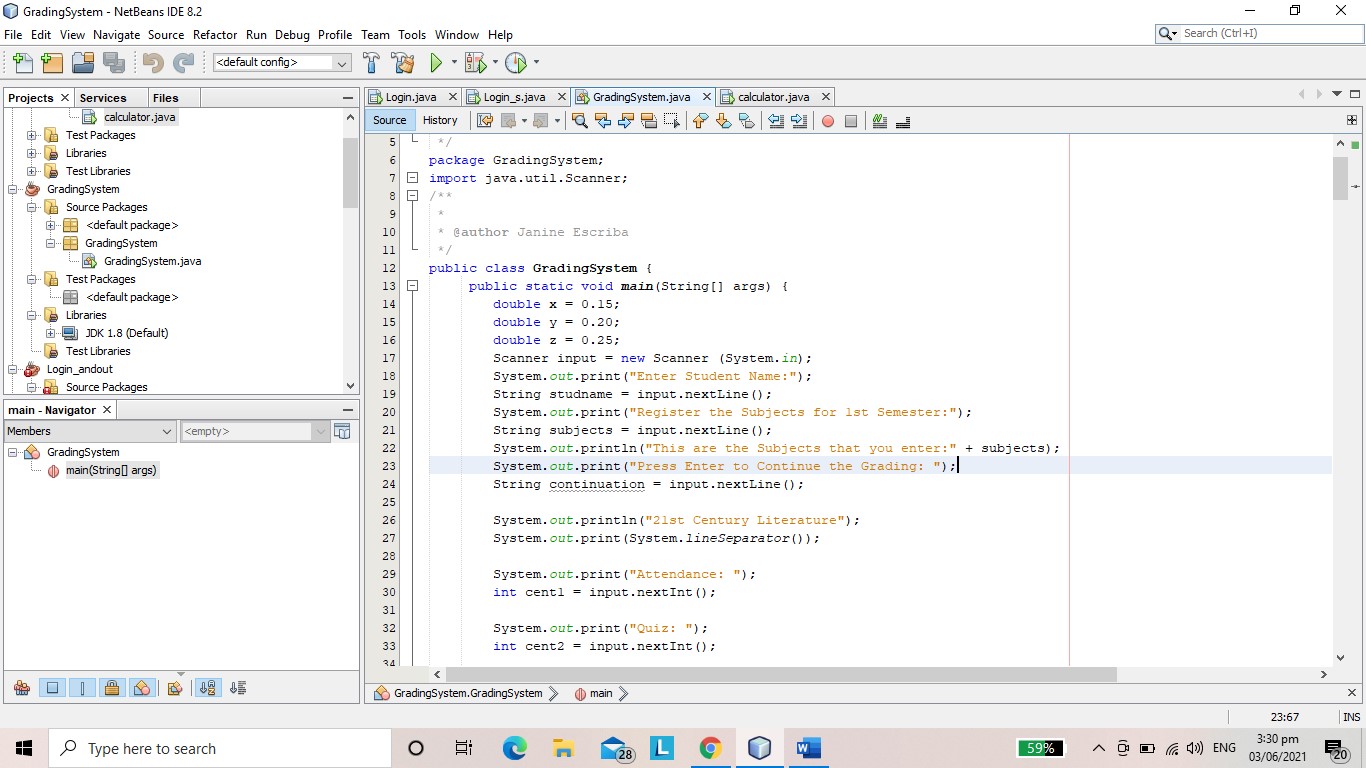 GradingSystem - NetBeans IDE 8.2
File Edit View Navigate Source Refactor Run Debug Profile Team Tools Window Help
Search (Ctrl+I)
<default config>
Projects Services Files
calculator.java
Test Packages
Libraries
Test Libraries
GradingSystem
Source Packages
<default package>
GradingSystem
GradingSystem.java
Test Packages
<default package>
Libraries
JDK 1.8 (Default)
Test Libraries
Login_andout
Source Packages
main - Navigator
Members <empty>
GradingSystem
main(String[] args)
Login.java Login_s.java GradingSystem.java calculator.java
Source History
5 */
6 package GradingSystem;
7 import java.util.Scanner;
8 /**
9 *
10 * @author Janine Escriba
11 */
12 public class GradingSystem {
13 public static void main(String[] args) {
14 double x = 0.15;
15 double y = 0.20;
16 double z = 0.25;
17 Scanner input = new Scanner (System.in);
18 System.out.print("Enter Student Name:");
19 String studname = input.nextLine();
20 System.out.print("Register the Subjects for 1st Semester:");
21 String subjects = input.nextLine();
22 System.out.println("This are the Subjects that you enter:" + subjects);
23 System.out.print("Press Enter to Continue the Grading: ");
24 String continuation = input.nextLine();
25
26 System.out.println("21st Century Literature");
27 System.out.print(System.lineSeparator());
28
29 System.out.print("Attendance: ");
30 int cent1 = input.nextInt();
31
32 System.out.print("Quiz: ");
33 int cent2 = input.nextInt();
34
GradingSystem.GradingSystem main
23:67 INS
Type here to search
28
L
W
59%
ENG
3:30 pm
03/06/2021
20